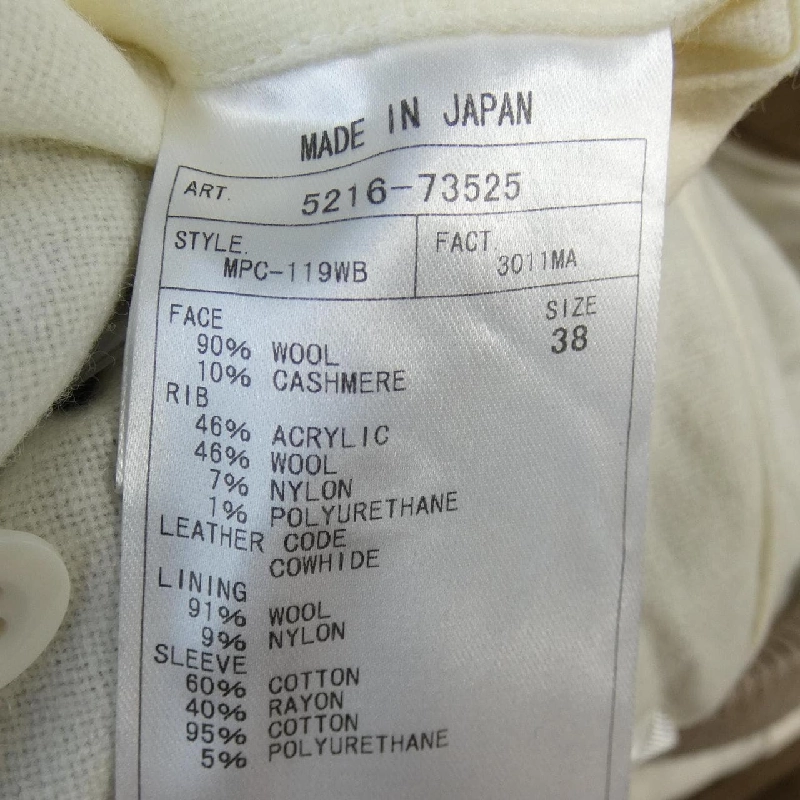 MADE IN JAPAN
ART. 5216-73525
STYLE. MPC-119WB
FACT. 3011MA
SIZE
38
FACE
90% WOOL
10% CASHMERE
RIB
46% ACRYLIC
46% WOOL
7% NYLON
1% POLYURETHANE
LEATHER CODE
COWHIDE
LINING
91% WOOL
9% NYLON
SLEEVE
60% COTTON
40% RAYON
95% COTTON
5% POLYURETHANE